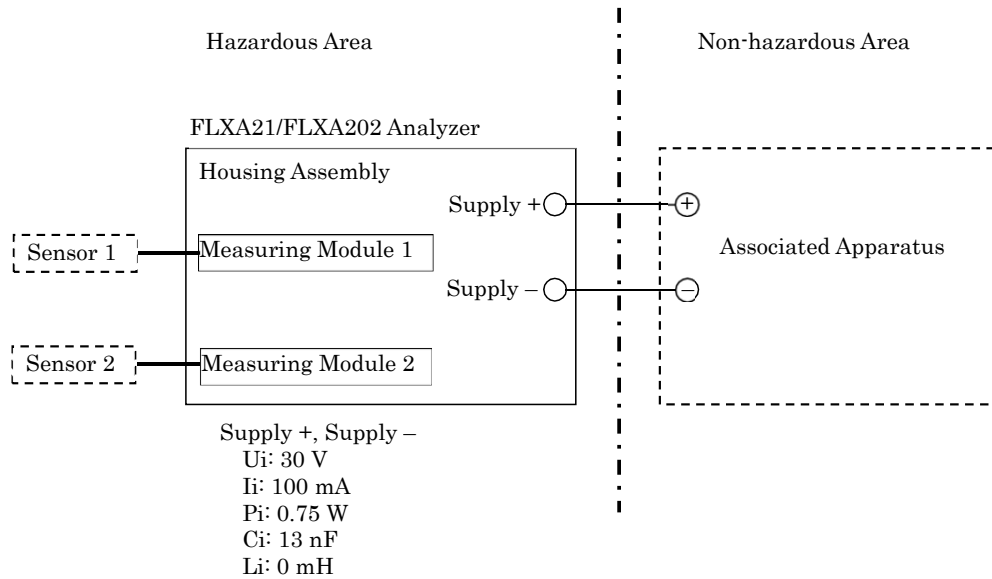 Hazardous Area
Non-hazardous Area
FLXA21/FLXA202 Analyzer
Housing Assembly
Supply +
+
Sensor 1
Measuring Module 1
Associated Apparatus
Supply –
–
Sensor 2
Measuring Module 2
Supply +, Supply –
Ui: 30 V
Ii: 100 mA
Pi: 0.75 W
Ci: 13 nF
Li: 0 mH